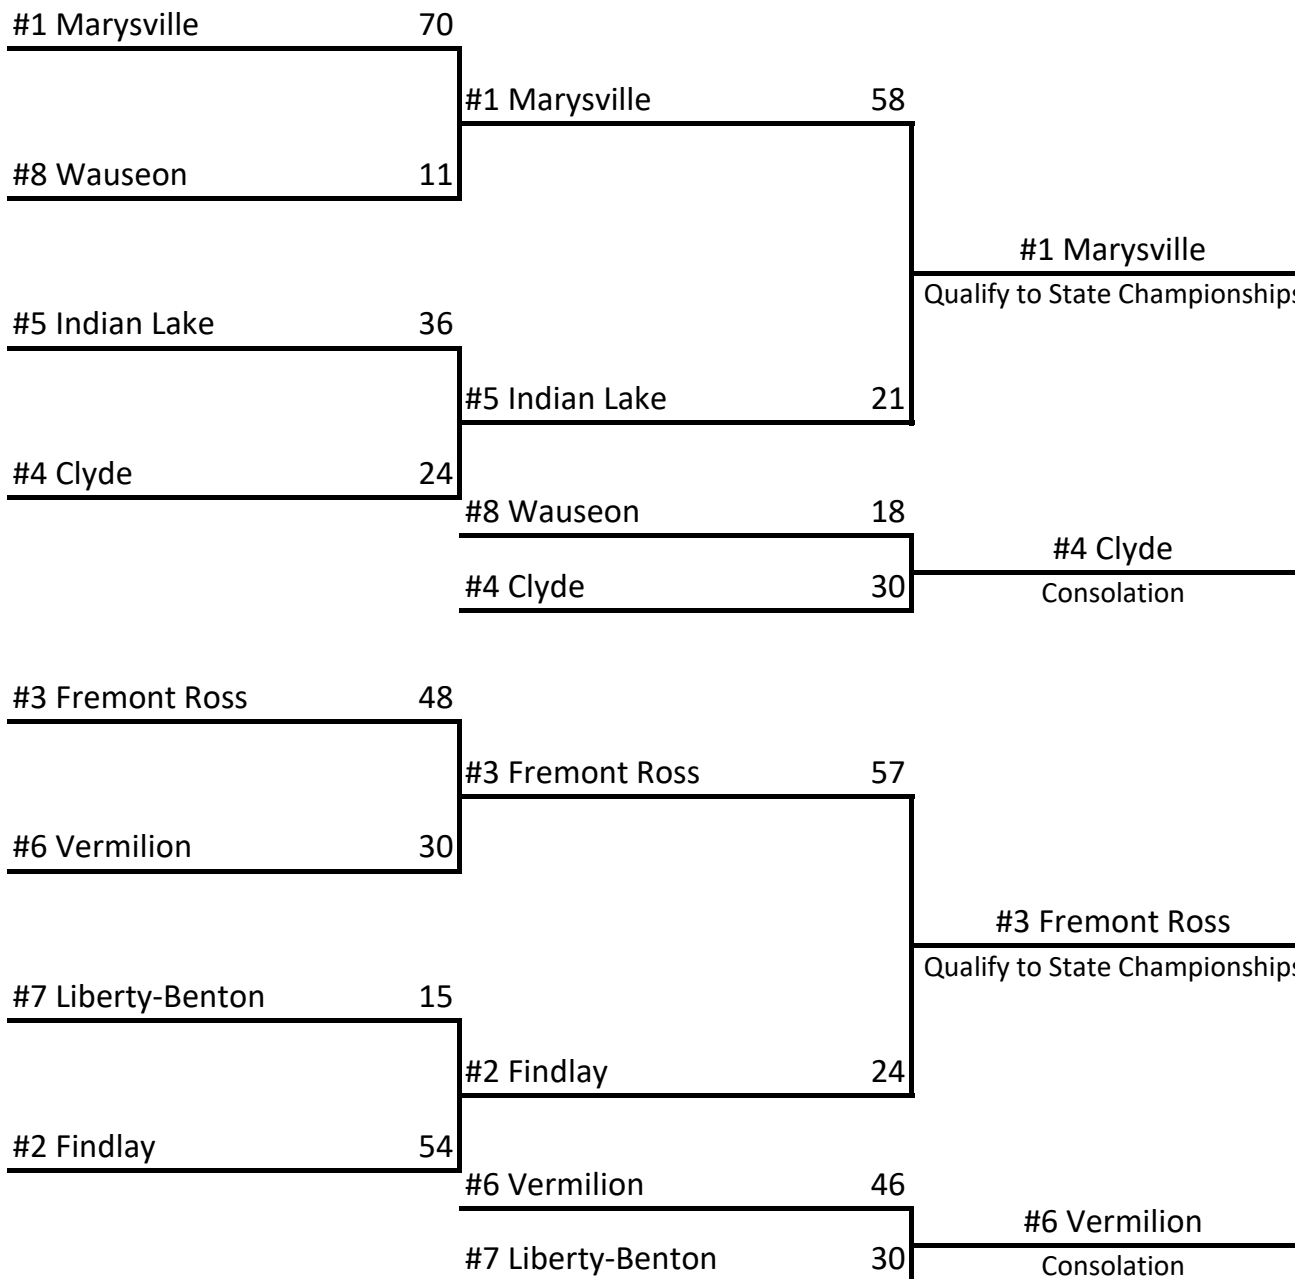 #1 Marysville 70
#1 Marysville 58
#8 Wauseon 11
#1 Marysville
Qualify to State Championships
#5 Indian Lake 36
#5 Indian Lake 21
#4 Clyde 24
#8 Wauseon 18
#4 Clyde
#4 Clyde 30
Consolation
#3 Fremont Ross 48
#3 Fremont Ross 57
#6 Vermilion 30
#3 Fremont Ross
Qualify to State Championships
#7 Liberty-Benton 15
#2 Findlay 24
#2 Findlay 54
#6 Vermilion 46
#6 Vermilion
#7 Liberty-Benton 30
Consolation